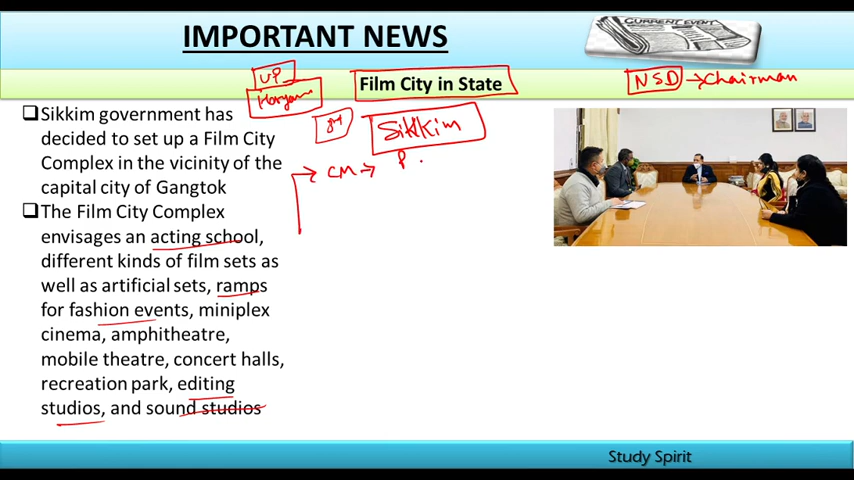 IMPORTANT NEWS
CURRENT EVENT
UP
Haryana
Film City in State
NSD → Chairman
Sikkim
→ CM → P.
❑Sikkim government has
decided to set up a Film City
Complex in the vicinity of the
capital city of Gangtok
❑The Film City Complex
envisages an acting school,
different kinds of film sets as
well as artificial sets, ramps
for fashion events, miniplex
cinema, amphitheatre,
mobile theatre, concert halls,
recreation park, editing
studios, and sound studios
Study Spirit